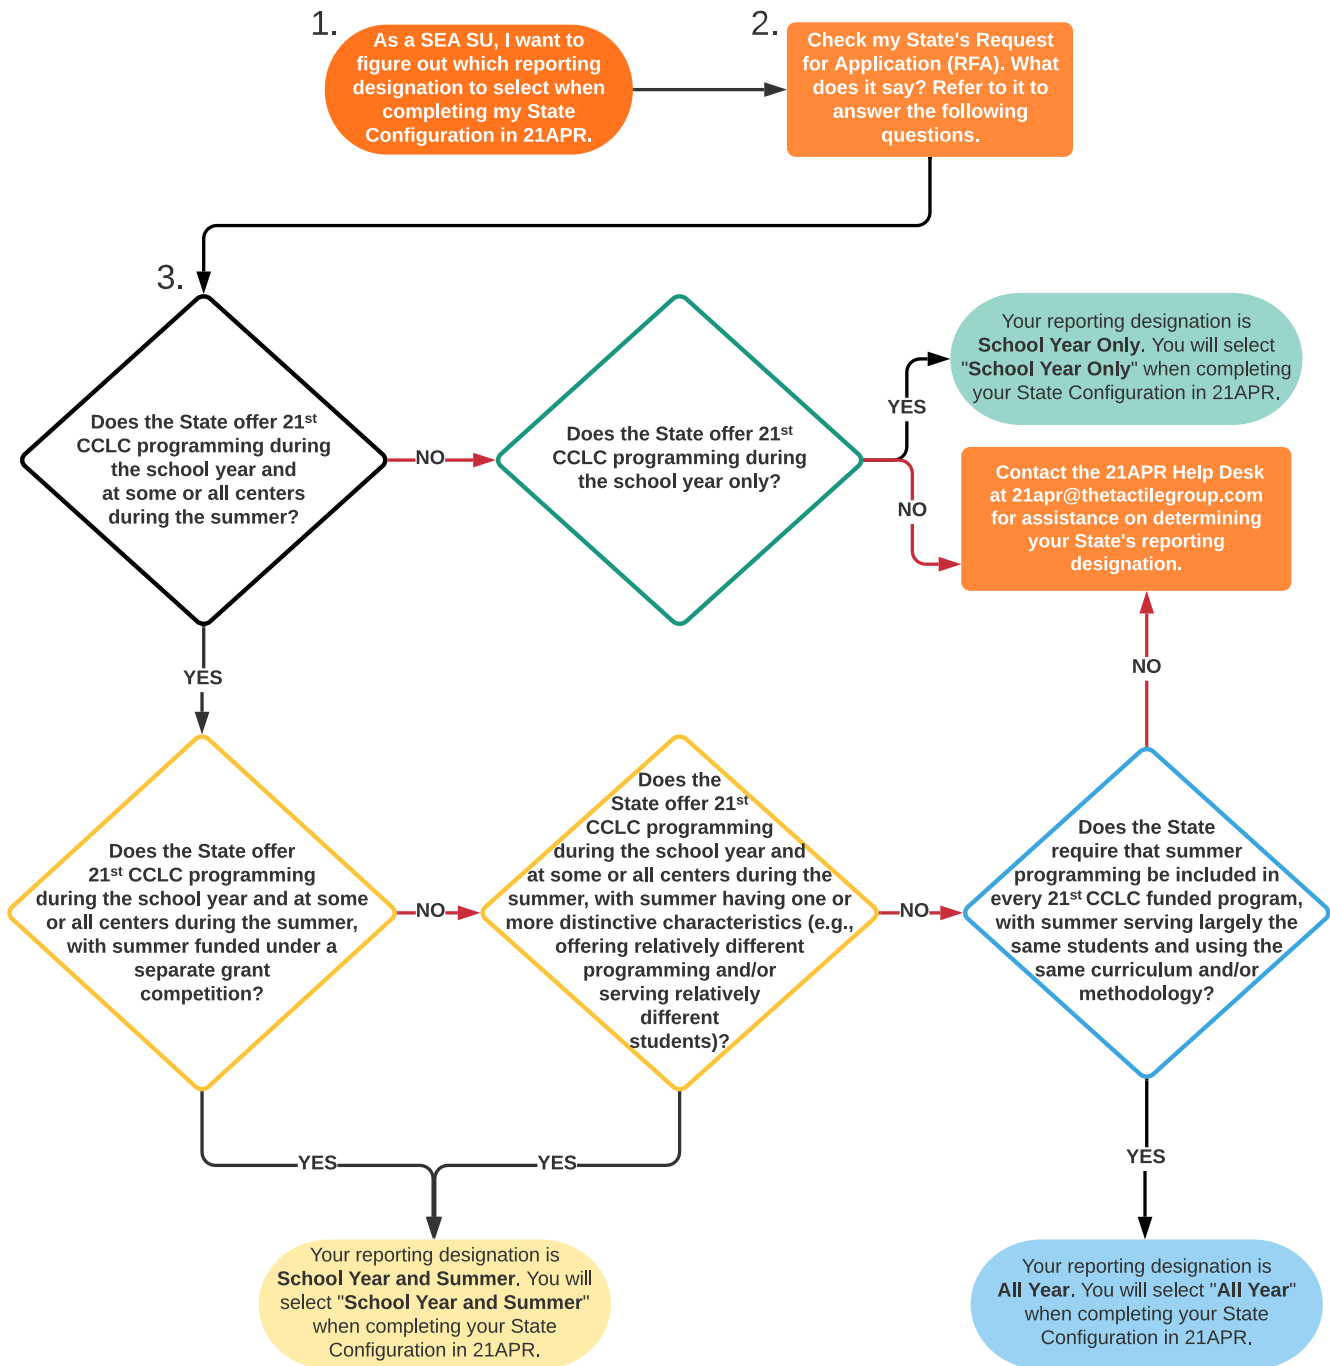 1.
As a SEA SU, I want to
figure out which reporting
designation to select when
completing my State
Configuration in 21APR.
2.
Check my State's Request
for Application (RFA). What
does it say? Refer to it to
answer the following
questions.
3.
Does the State offer 21st
CCLC programming during
the school year and
at some or all centers
during the summer?
NO
Does the State offer 21st
CCLC programming during
the school year only?
YES
Your reporting designation is
School Year Only. You will select
"School Year Only" when completing
your State Configuration in 21APR.
NO
Contact the 21APR Help Desk
at 21apr@thetactilegroup.com
for assistance on determining
your State's reporting
designation.
YES
Does the State offer
21st CCLC programming
during the school year and at some
or all centers during the summer,
with summer funded under a
separate grant
competition?
NO
Does the
State offer 21st
CCLC programming
during the school year and
at some or all centers during the
summer, with summer having one or
more distinctive characteristics (e.g.,
offering relatively different
programming and/or
serving relatively
different
students)?
NO
Does the State
require that summer
programming be included in
every 21st CCLC funded program,
with summer serving largely the
same students and using the
same curriculum and/or
methodology?
NO
YES
YES
Your reporting designation is
School Year and Summer. You will
select "School Year and Summer"
when completing your State
Configuration in 21APR.
YES
Your reporting designation is
All Year. You will select "All Year"
when completing your State
Configuration in 21APR.